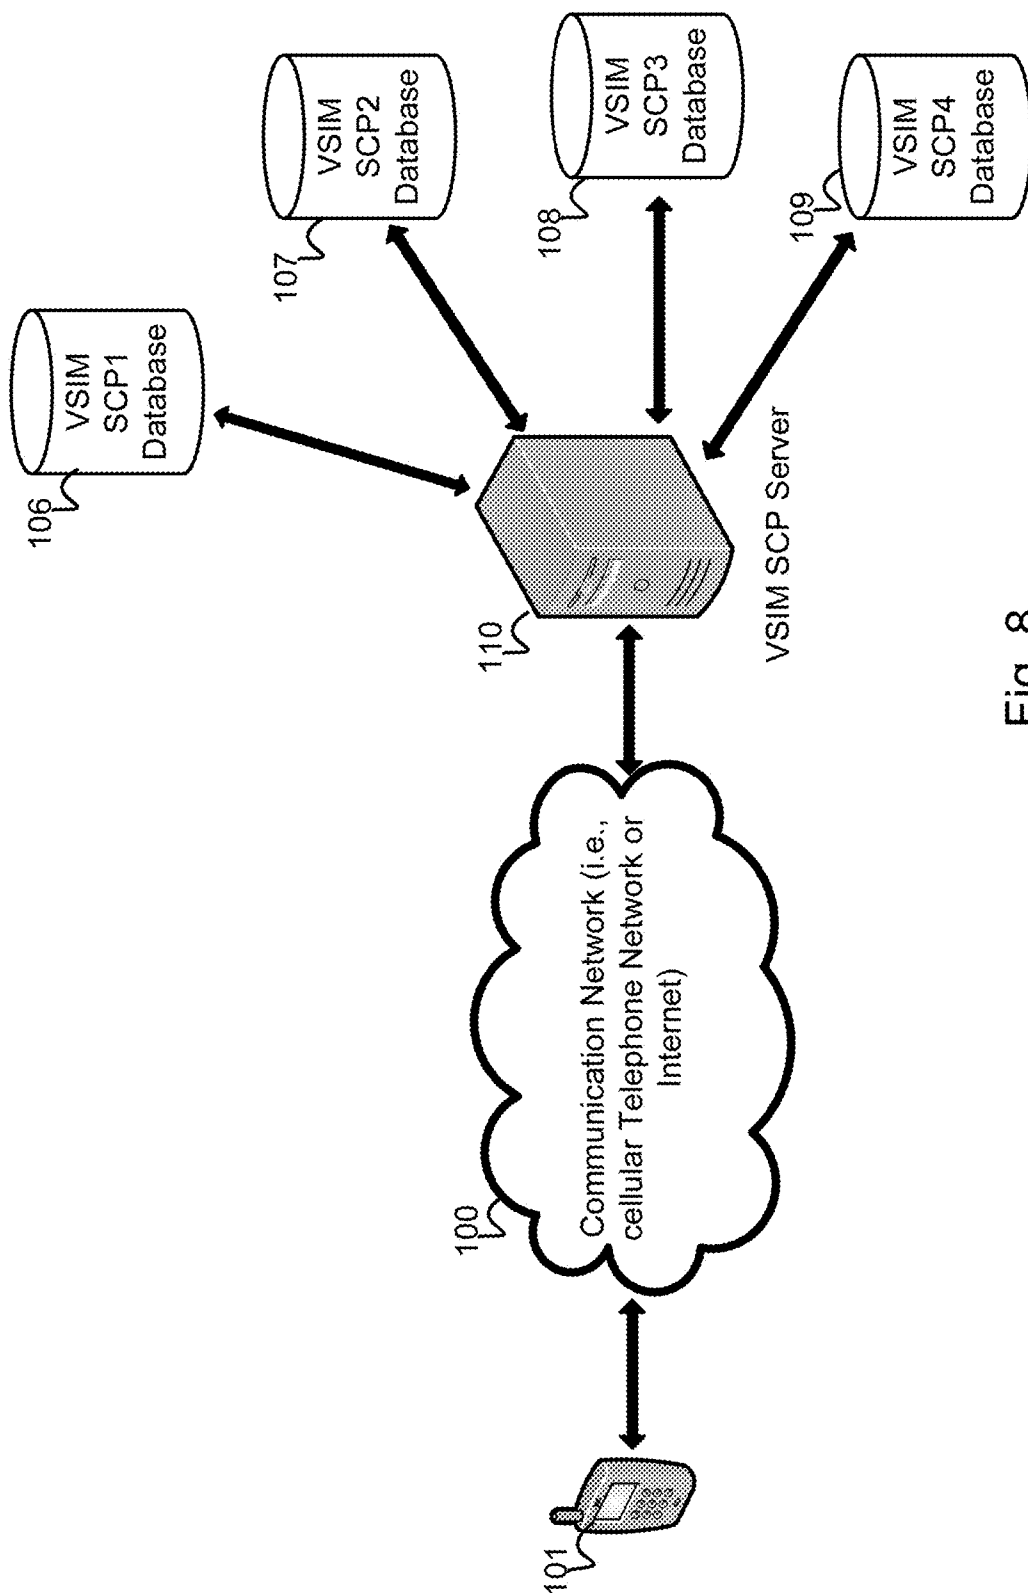 106
VSIM
SCP1
Database
107
VSIM
SCP2
Database
108
VSIM
SCP3
Database
109
VSIM
SCP4
Database
110
VSIM SCP Server
100
Communication Network (i.e.,
cellular Telephone Network or
Internet)
101
Fig. 8